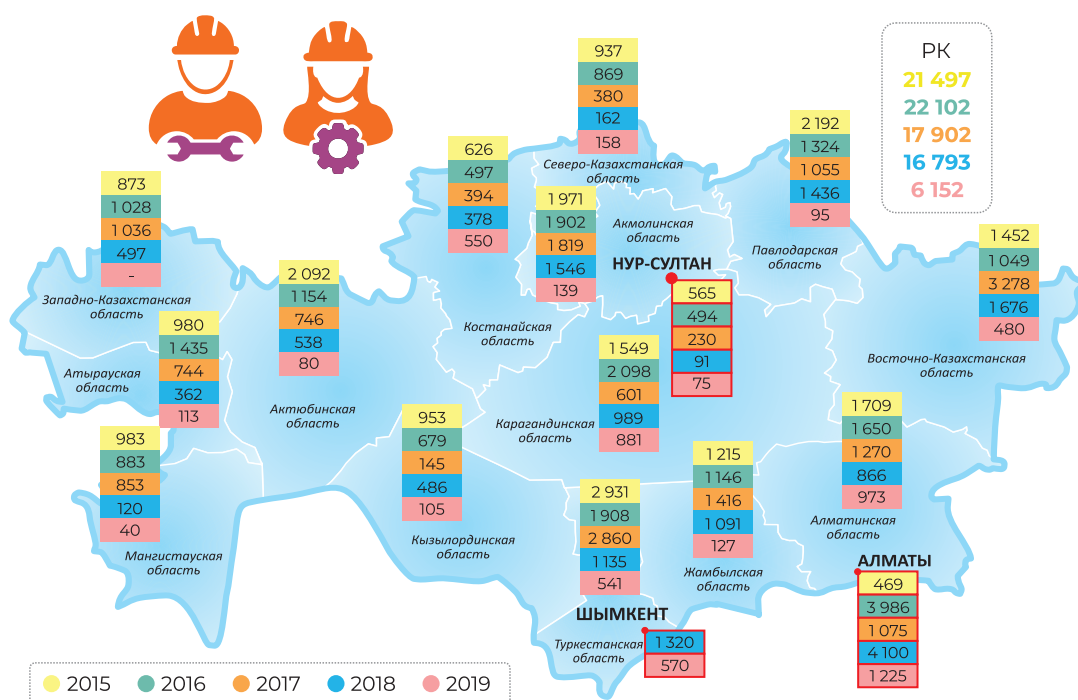 РК
21 497
22 102
17 902
16 793
6 152
937
869
380
162
158
Северо-Казахстанская
область
2 192
1 324
1 055
1 436
95
Павлодарская
область
626
497
394
378
550
Костанайская
область
873
1 028
1 036
497
-
Западно-Казахстанская
область
1 971
1 902
1 819
1 546
139
Акмолинская
область
НУР-СУЛТАН
565
494
230
91
75
1 452
1 049
3 278
1 676
480
Восточно-Казахстанская
область
2 092
1 154
746
538
80
Актюбинская
область
980
1 435
744
362
113
Атырауская
область
1 549
2 098
601
989
881
Карагандинская
область
983
883
853
120
40
Мангистауская
область
953
679
145
486
105
Кызылординская
область
1 709
1 650
1 270
866
973
Алматинская
область
1 215
1 146
1 416
1 091
127
Жамбылская
область
2 931
1 908
2 860
1 135
541
ШЫМКЕНТ
Туркестанская
область
1 320
570
АЛМАТЫ
469
3 986
1 075
4 100
1 225
2015 2016 2017 2018 2019